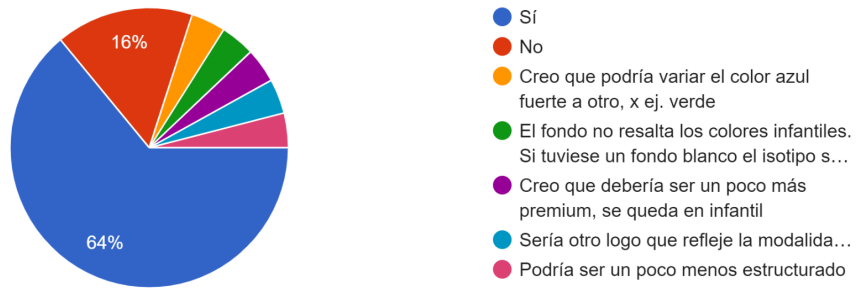 16%
64%
Sí
No
Creo que podría variar el color azul
fuerte a otro, x ej. verde
El fondo no resalta los colores infantiles.
Si tuviese un fondo blanco el isotipo s…
Creo que debería ser un poco más
premium, se queda en infantil
Sería otro logo que refleje la modalida…
Podría ser un poco menos estructurado